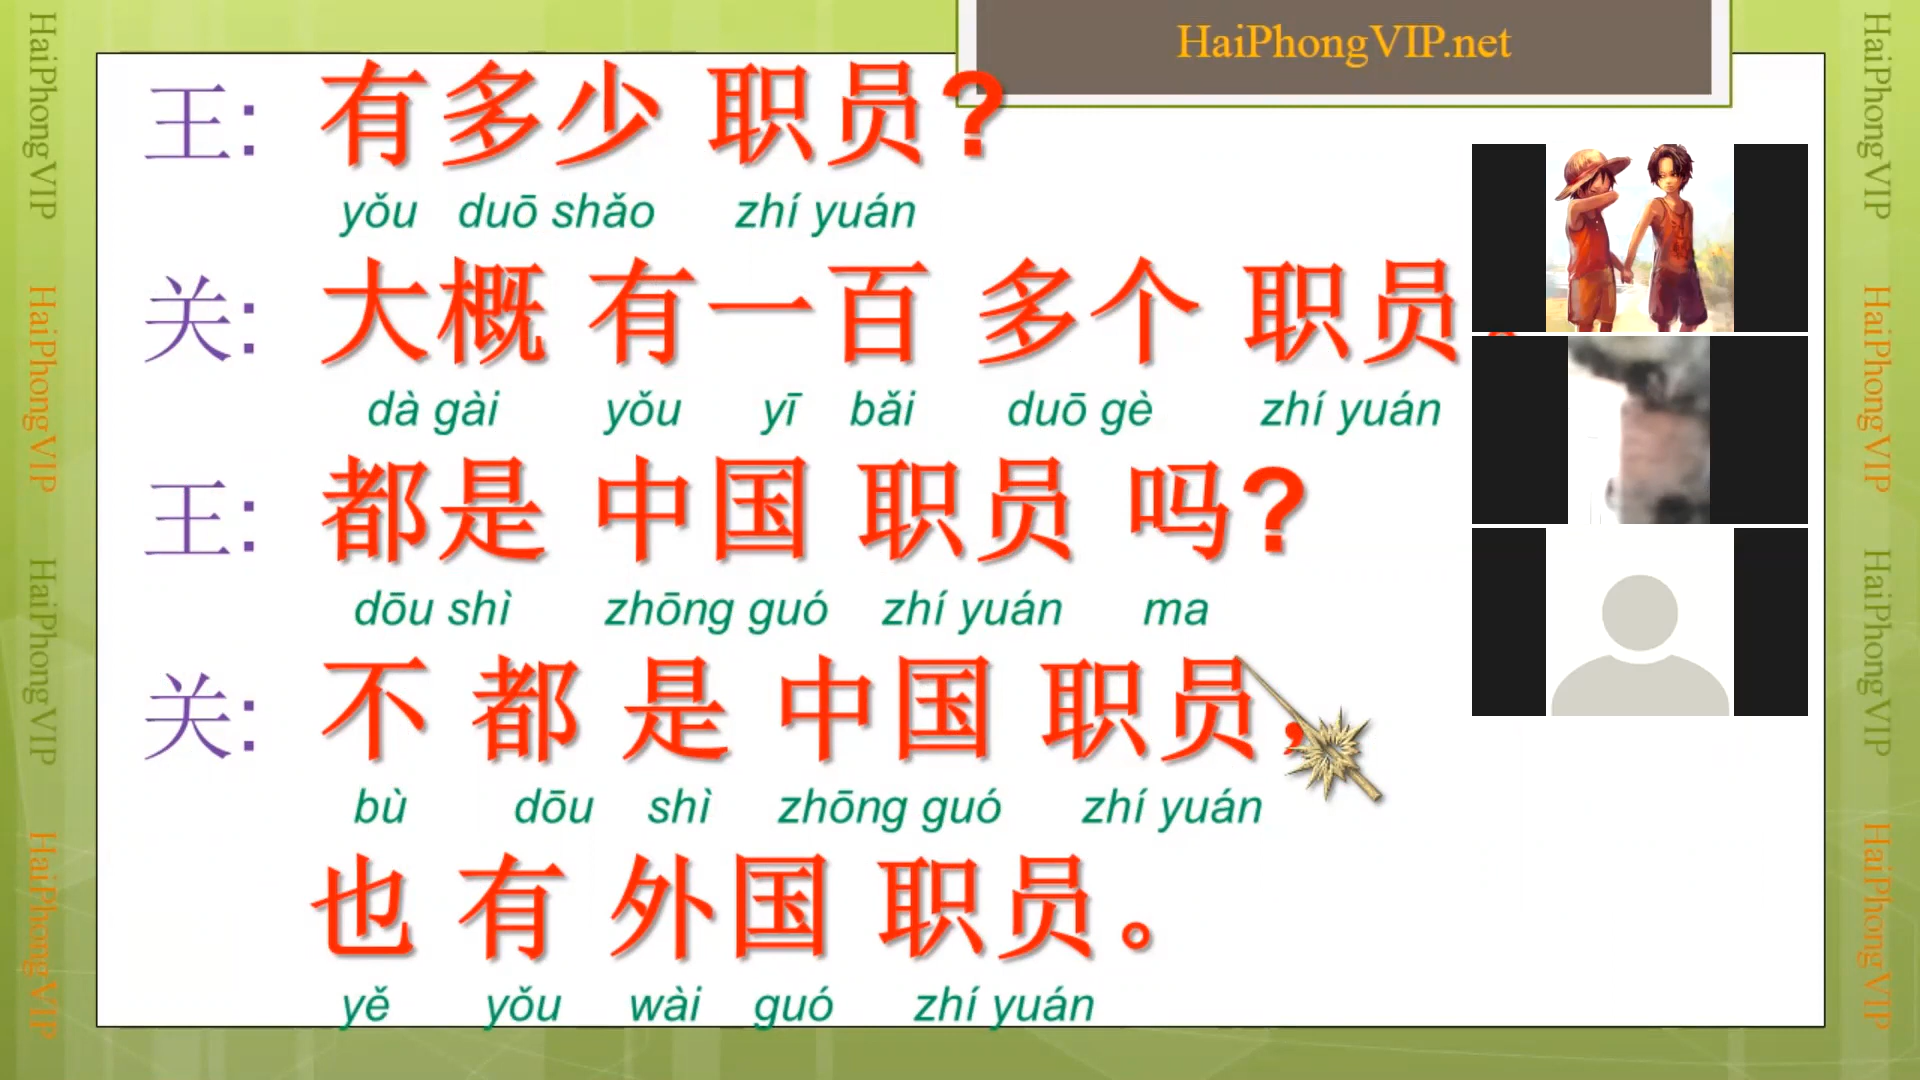 HaiPhongVIP.net
王: 有多少 职员?
yǒu duō shǎo zhí yuán
关: 大概 有一百 多个 职员。
dà gài yǒu yī bǎi duō gè zhí yuán
王: 都是 中国 职员 吗?
dōu shì zhōng guó zhí yuán ma
关: 不 都 是 中国 职员,
bù dōu shì zhōng guó zhí yuán
也 有 外国 职员。
yě yǒu wài guó zhí yuán
HaiPhongVIP
HaiPhongVIP
HaiPhongVIP
HaiPhongVIP
HaiPhongVIP
HaiPhongVIP
HaiPhongVIP
HaiPhongVIP